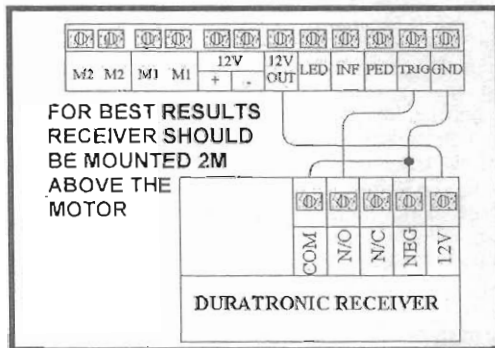 M2 M2 M1 M1 12V + - 12V OUT LED INF PED TRIG GND
FOR BEST RESULTS
RECEIVER SHOULD
BE MOUNTED 2M
ABOVE THE
MOTOR
COM N/O N/C NEG 12V
DURATRONIC RECEIVER